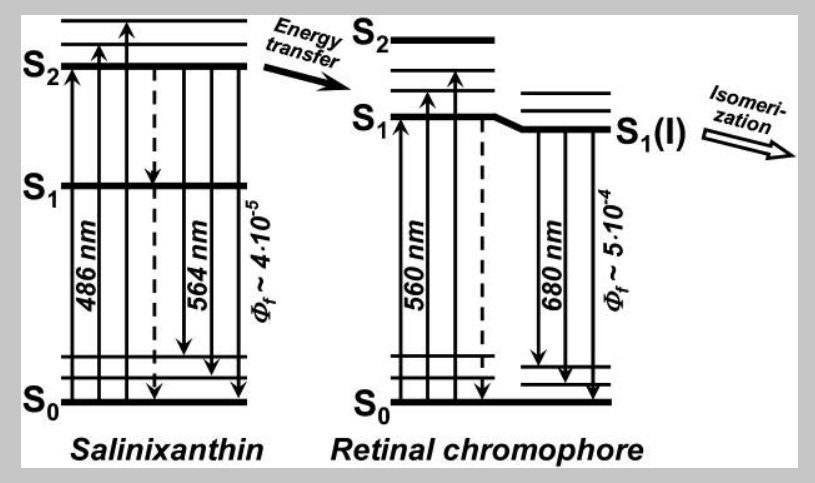 Energy
transfer
S₂
S₁
S₀
486 nm
564 nm
Φf ~ 4·10⁻⁵
Salinixanthin
S₂
S₁
S₁(I)
S₀
560 nm
680 nm
Φf ~ 5·10⁻⁴
Isomeri-
zation
Retinal chromophore